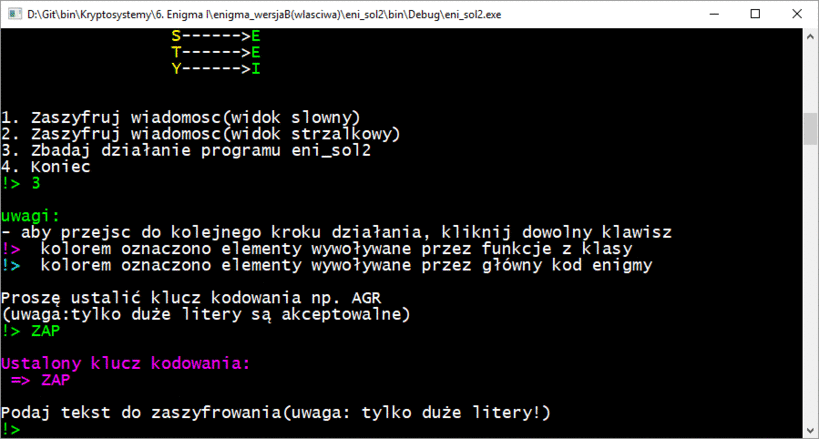 D:\Git\bin\Kryptosystemy\6. Enigma I\enigma_wersjaB(wlasciwa)\eni_sol2\bin\Debug\eni_sol2.exe
S------>E
T------>E
Y------>I
1. Zaszyfruj wiadomosc(widok slowny)
2. Zaszyfruj wiadomosc(widok strzalkowy)
3. Zbadaj działanie programu eni_sol2
4. Koniec
!> 3
uwagi:
- aby przejsc do kolejnego kroku działania, kliknij dowolny klawisz
!>  kolorem oznaczono elementy wywoływane przez funkcje z klasy
!>  kolorem oznaczono elementy wywoływane przez główny kod enigmy
Proszę ustalić klucz kodowania np. AGR
(uwaga:tylko duże litery są akceptowalne)
!> ZAP
Ustalony klucz kodowania:
=> ZAP
Podaj tekst do zaszyfrowania(uwaga: tylko duże litery!)
!>